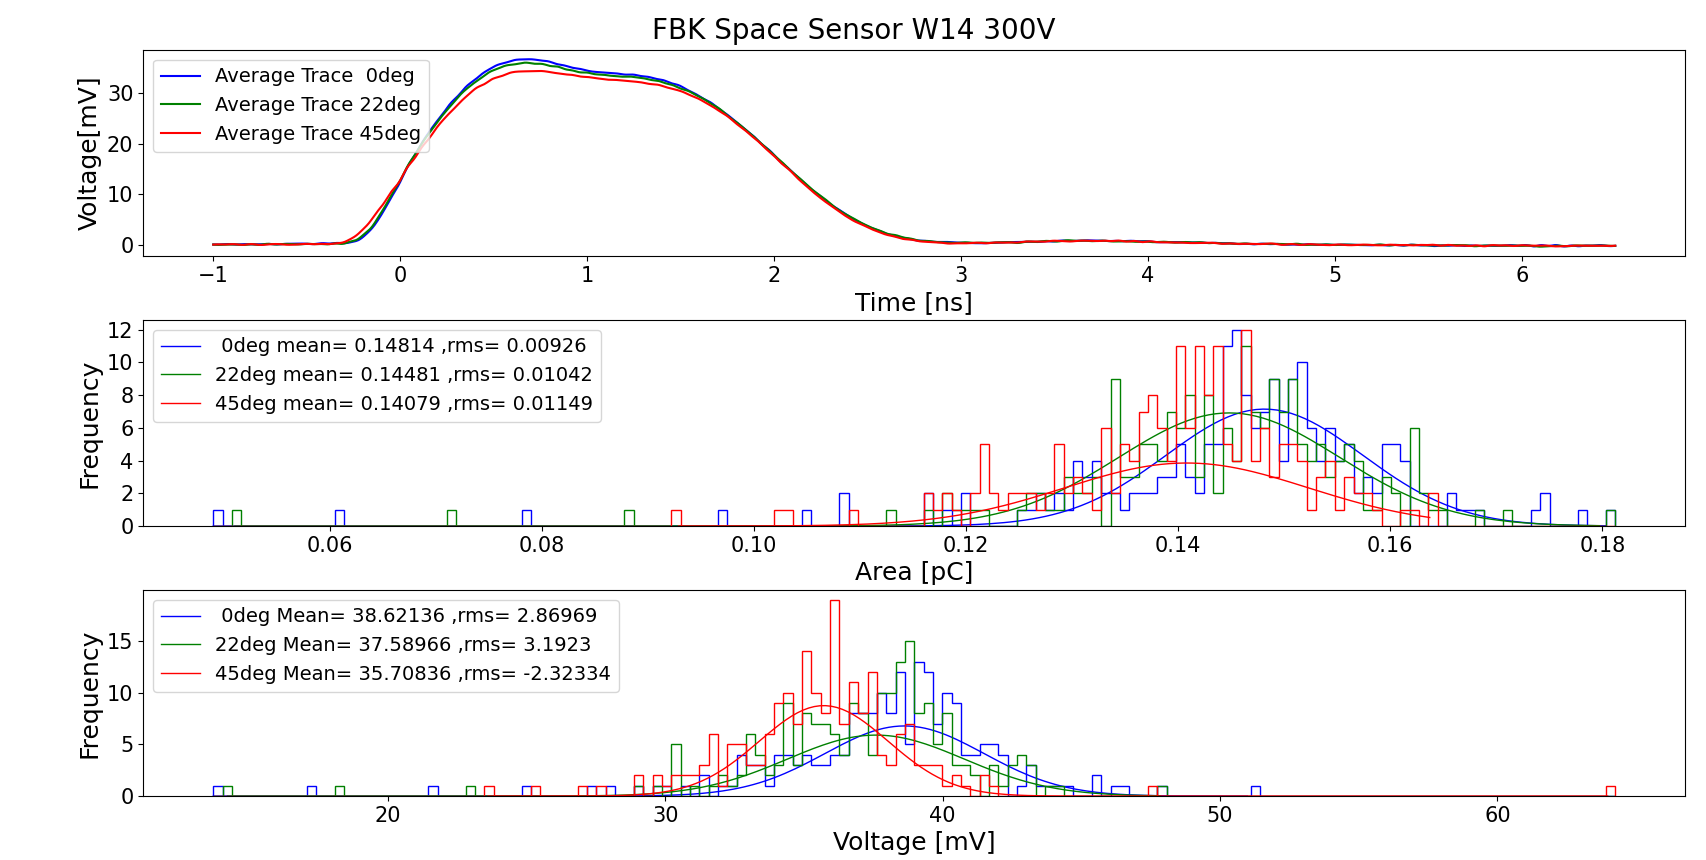 FBK Space Sensor W14 300V
Average Trace  0deg
Average Trace 22deg
Average Trace 45deg
Voltage[mV]
30
20
10
0
−1 0 1 2 3 4 5 6
Time [ns]
0deg mean= 0.14814 ,rms= 0.00926
22deg mean= 0.14481 ,rms= 0.01042
45deg mean= 0.14079 ,rms= 0.01149
Frequency
12
10
8
6
4
2
0
0.06 0.08 0.10 0.12 0.14 0.16 0.18
Area [pC]
0deg Mean= 38.62136 ,rms= 2.86969
22deg Mean= 37.58966 ,rms= 3.1923
45deg Mean= 35.70836 ,rms= -2.32334
Frequency
15
10
5
0
20 30 40 50 60
Voltage [mV]